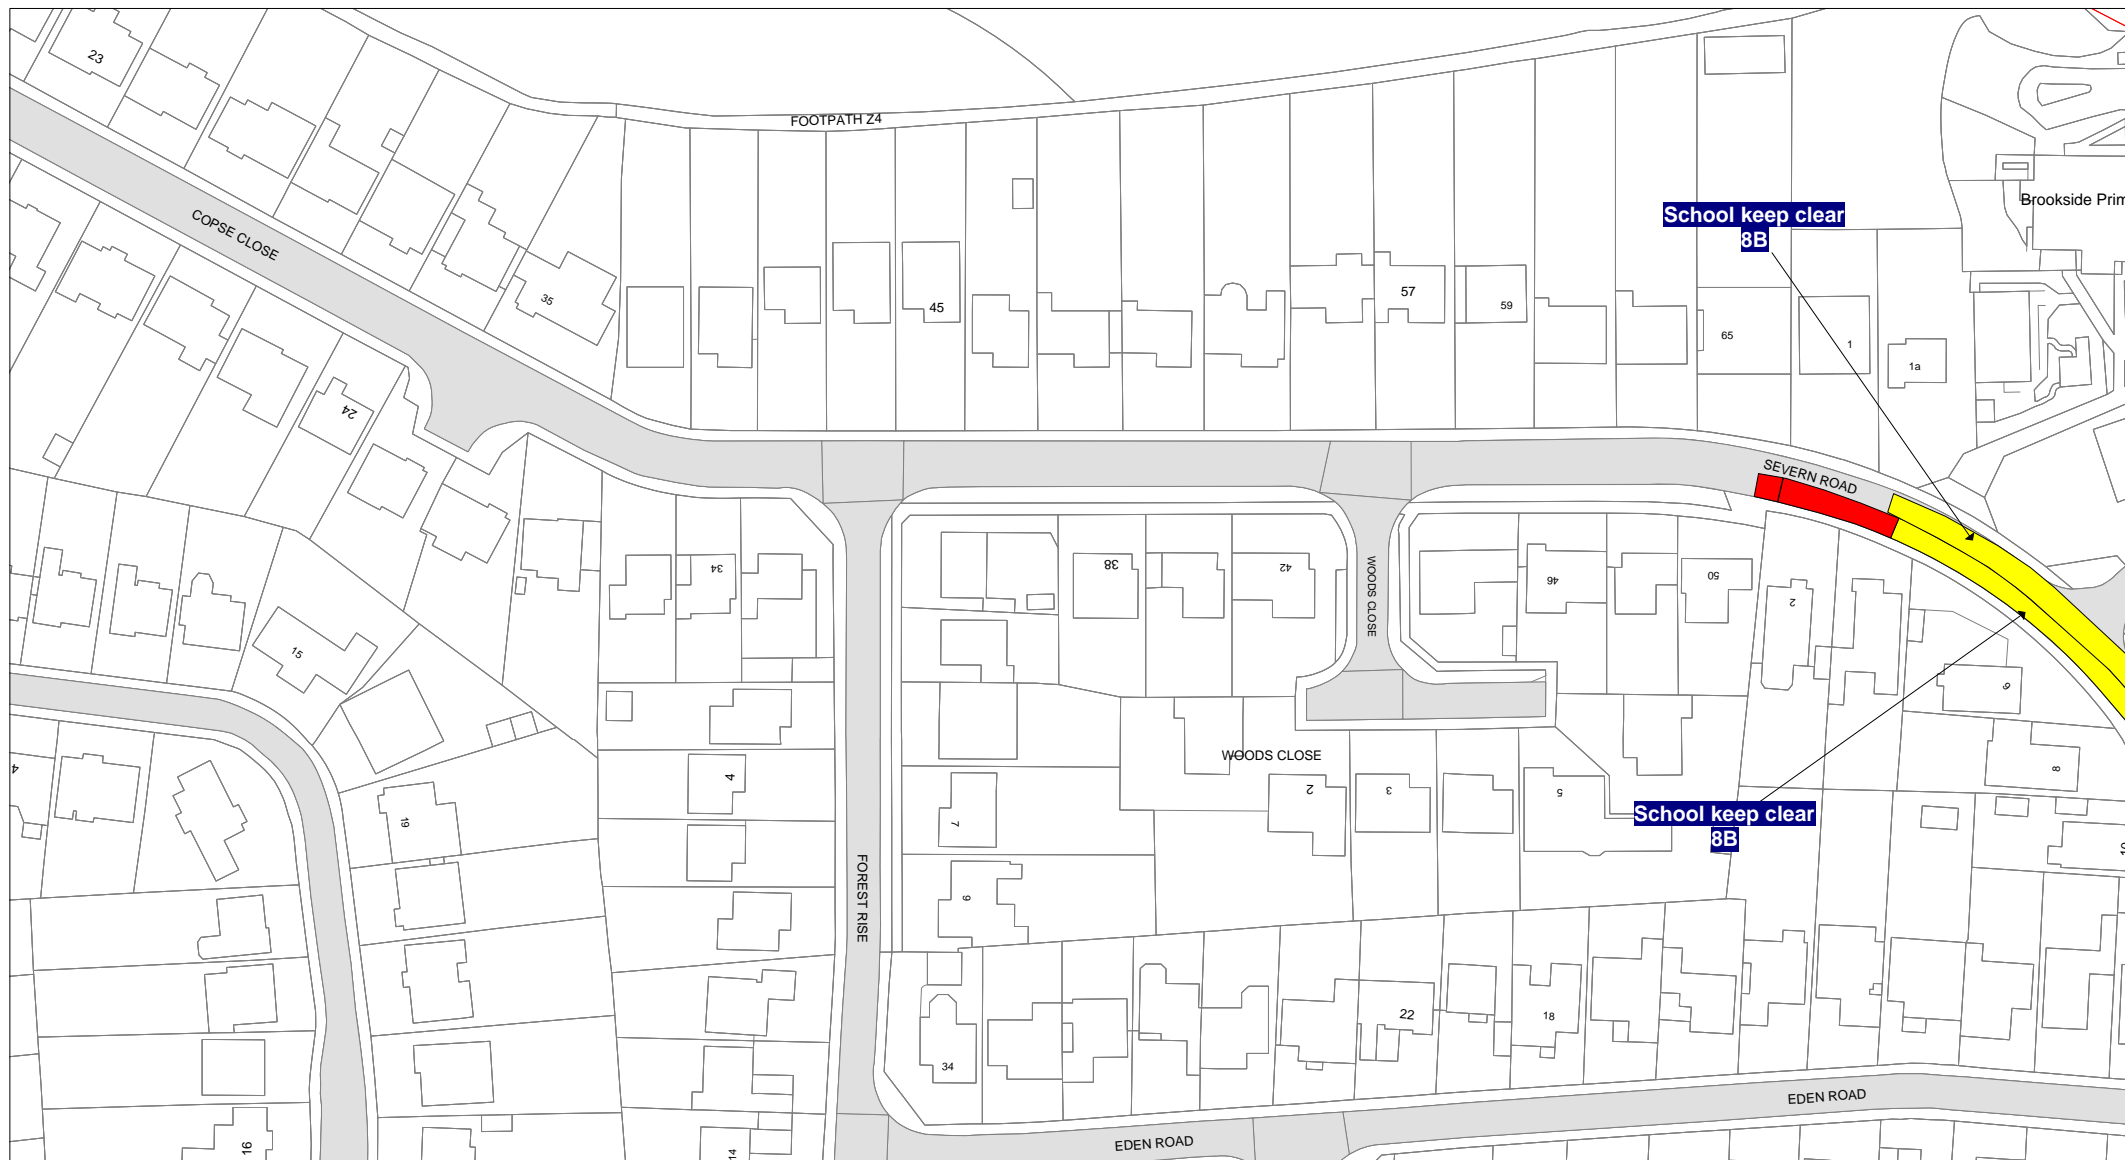 23
FOOTPATH Z4
Brookside Prim
School keep clear
8B
COPSE CLOSE
35
45
57
59
65
1
1a
24
SEVERN ROAD
34
38
42
46
50
2
WOODS CLOSE
15
6
4
19
4
7
WOODS CLOSE
2
3
5
8
School keep clear
8B
FOREST RISE
9
34
22
18
EDEN ROAD
EDEN ROAD
16
14